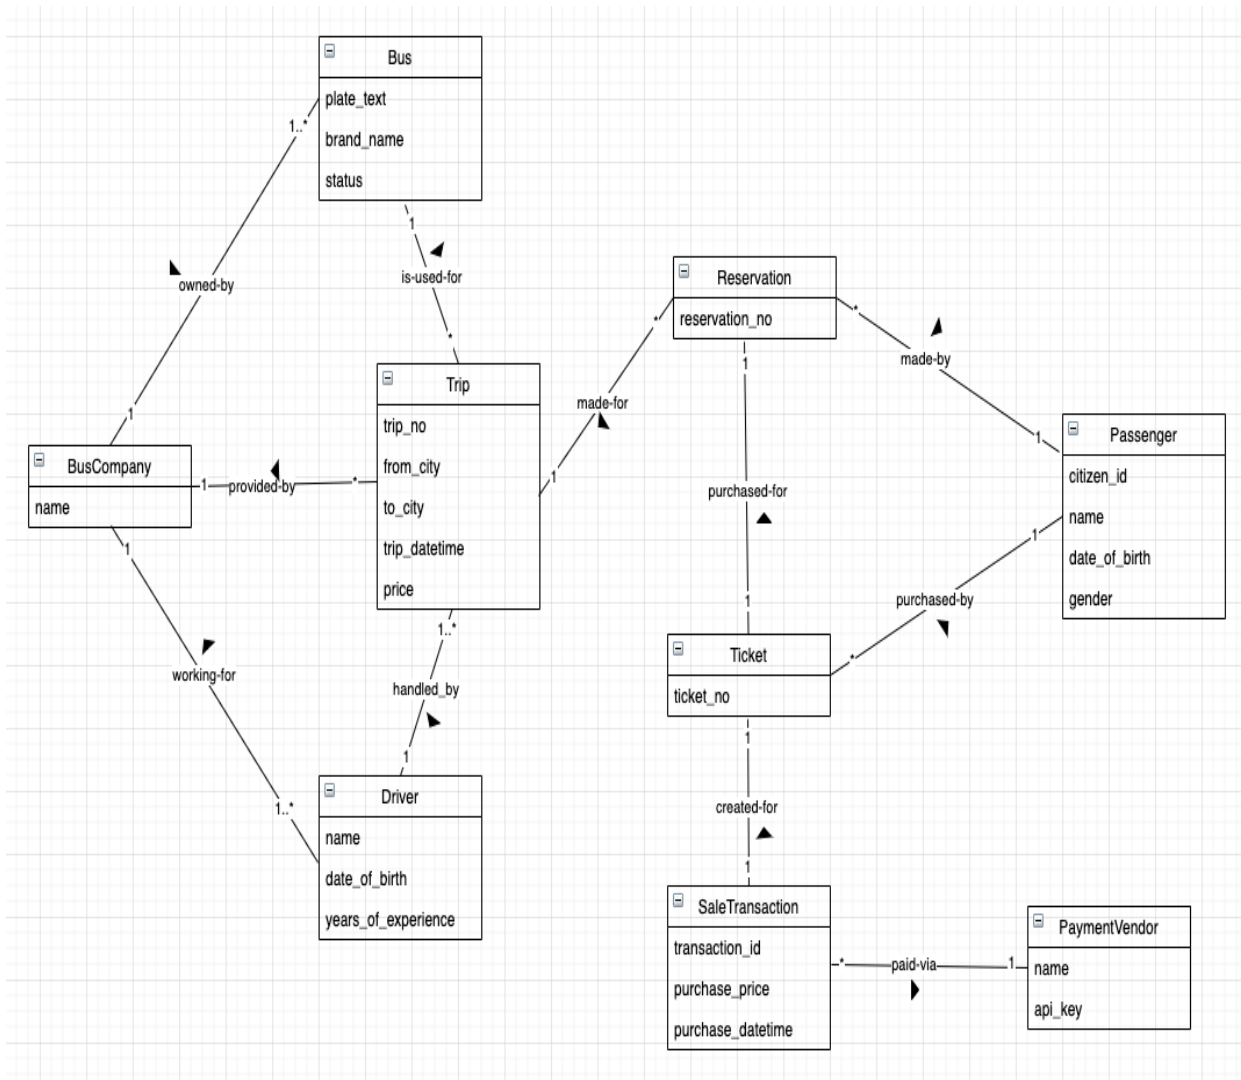 Bus
plate_text
brand_name
status
1..*
1
owned-by
is-used-for
*
1
Reservation
reservation_no
*
1
*
made-by
1
made-for
1
Trip
trip_no
from_city
to_city
trip_datetime
price
BusCompany
name
1
provided-by
*
Passenger
citizen_id
name
date_of_birth
gender
purchased-for
1
1
purchased-by
*
1
1..*
working-for
handled_by
1
Ticket
ticket_no
1
1..*
Driver
name
date_of_birth
years_of_experience
created-for
1
SaleTransaction
transaction_id
purchase_price
purchase_datetime
*
paid-via
1
PaymentVendor
name
api_key